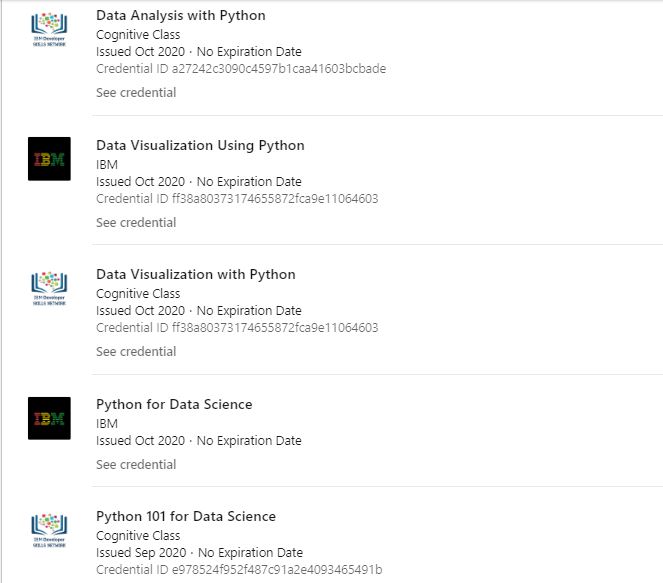 Data Analysis with Python
IBM Developer
SKILLS NETWORK
Cognitive Class
Issued Oct 2020 · No Expiration Date
Credential ID a27242c3090c4597b1caa41603bcbade
See credential
Data Visualization Using Python
IBM
IBM
Issued Oct 2020 · No Expiration Date
Credential ID ff38a80373174655872fca9e11064603
See credential
Data Visualization with Python
IBM Developer
SKILLS NETWORK
Cognitive Class
Issued Oct 2020 · No Expiration Date
Credential ID ff38a80373174655872fca9e11064603
See credential
Python for Data Science
IBM
IBM
Issued Oct 2020 · No Expiration Date
See credential
Python 101 for Data Science
IBM Developer
SKILLS NETWORK
Cognitive Class
Issued Sep 2020 · No Expiration Date
Credential ID e978524f952f487c91a2e4093465491b